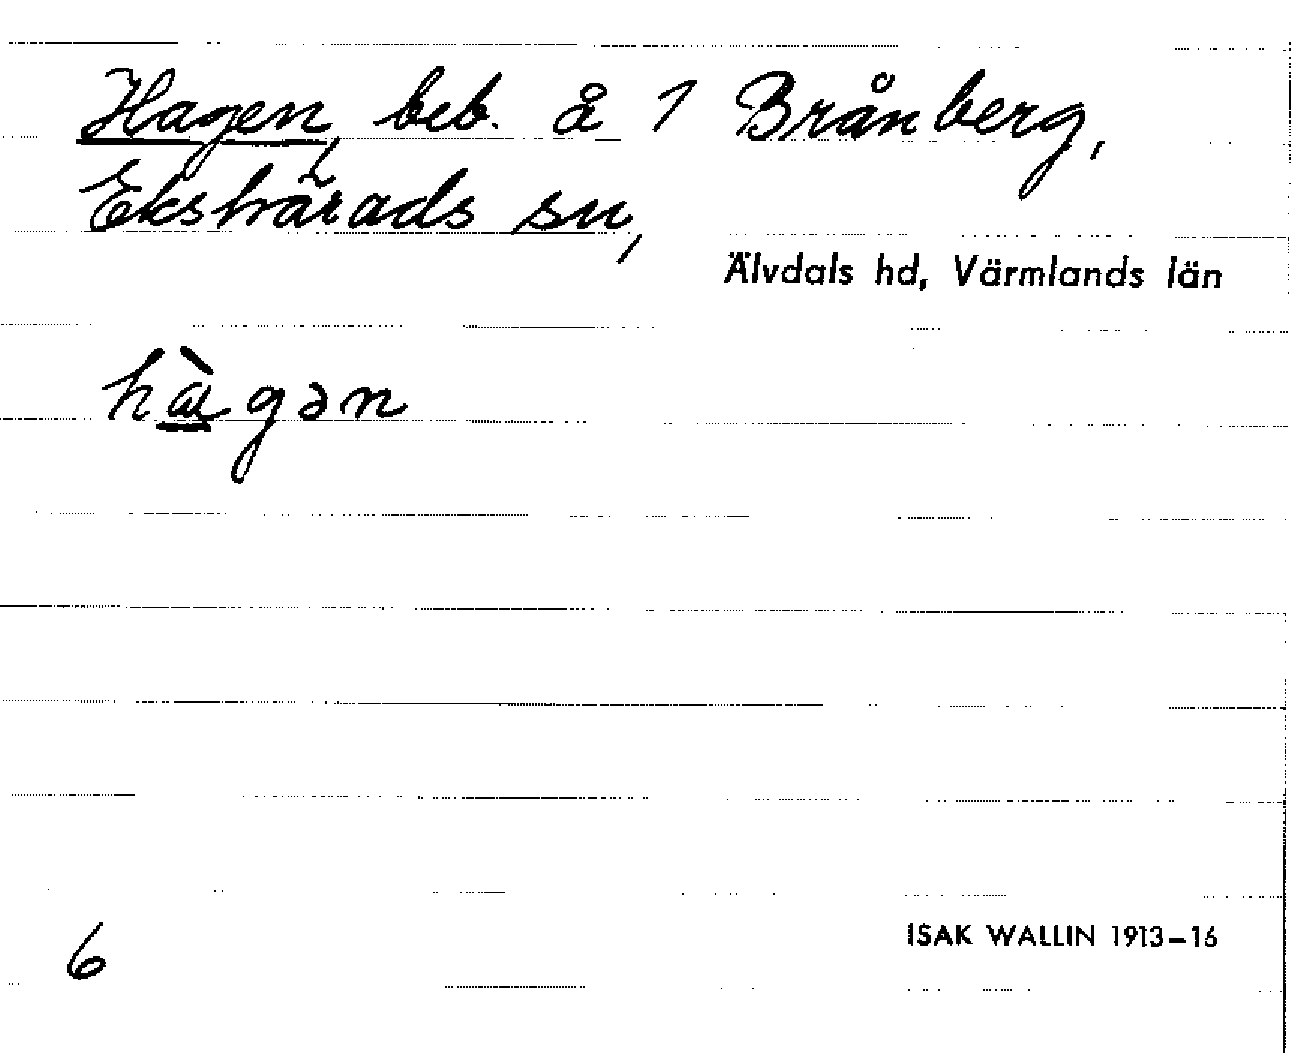 Hagen, beb. å 1 Brånberg,
Ekshärads sn,
Älvdals hd, Värmlands län
hàgən
6
ISAK WALLIN 1913–16